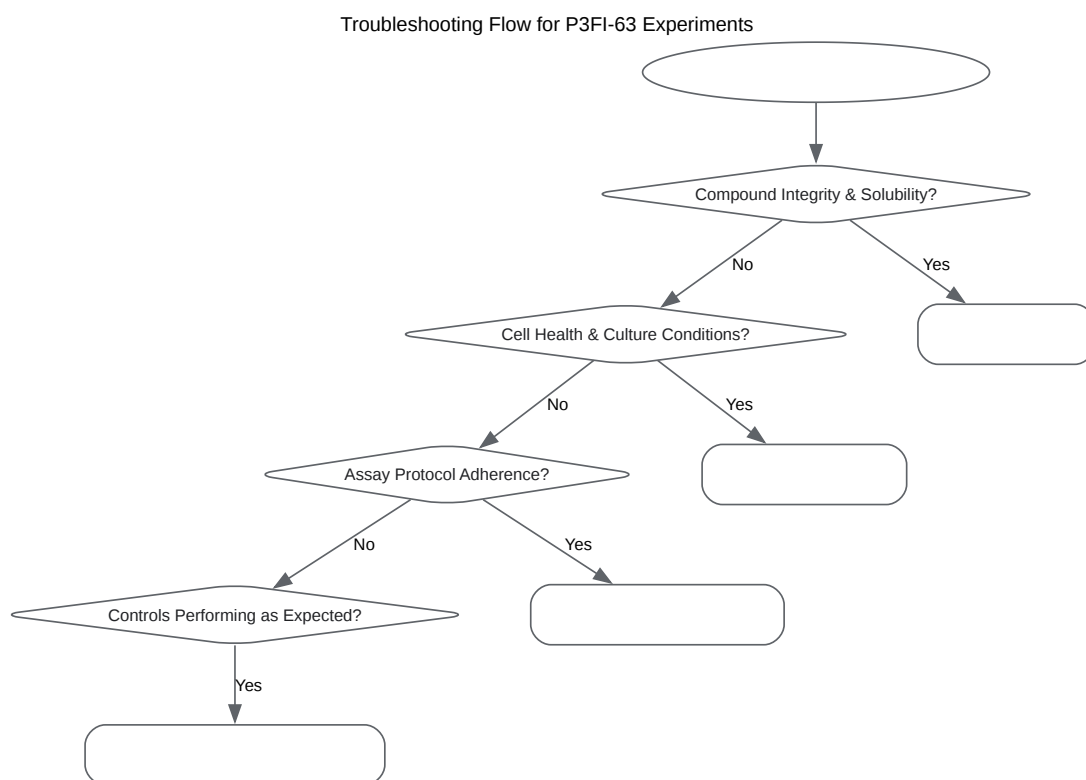 Troubleshooting Flow for P3FI-63 Experiments
Compound Integrity & Solubility?
No
Yes
Cell Health & Culture Conditions?
No
Yes
Assay Protocol Adherence?
No
Yes
Controls Performing as Expected?
Yes